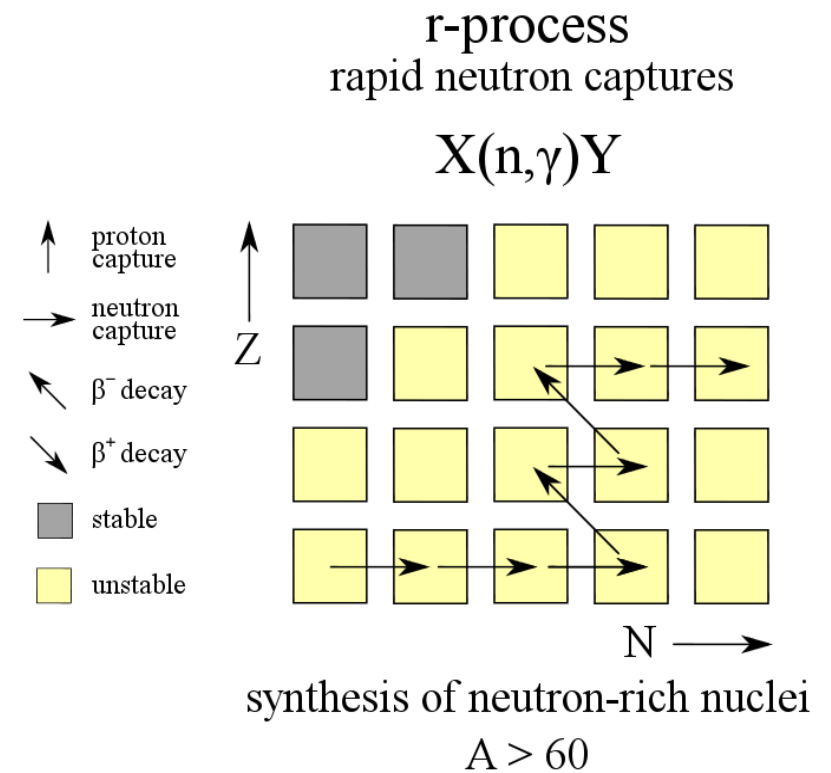 r-process
rapid neutron captures
X(n,γ)Y
proton
capture
neutron
capture
β⁻ decay
β⁺ decay
stable
unstable
Z
N
synthesis of neutron-rich nuclei
A > 60